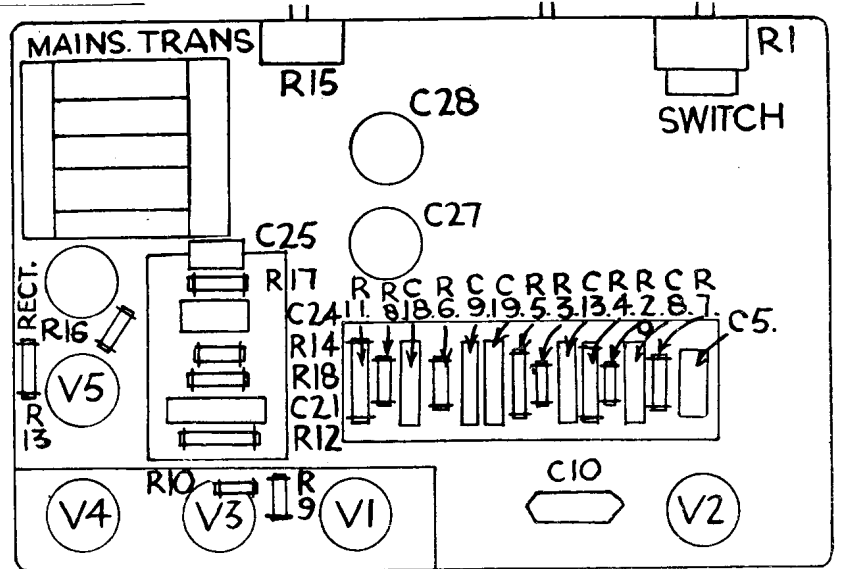 MAINS. TRANS
R15
R1
SWITCH
C28
C27
C25
R17
C24
R14
R18
C21
R12
RECT.
R16
V5
R
13
R C R C C R R C R R C R
R
11. 8. 18. 6. 9. 19. 5. 3. 13. 4. 2. 8. 7.
9
C5.
R10
R
9
C10
V4
V3
V1
V2